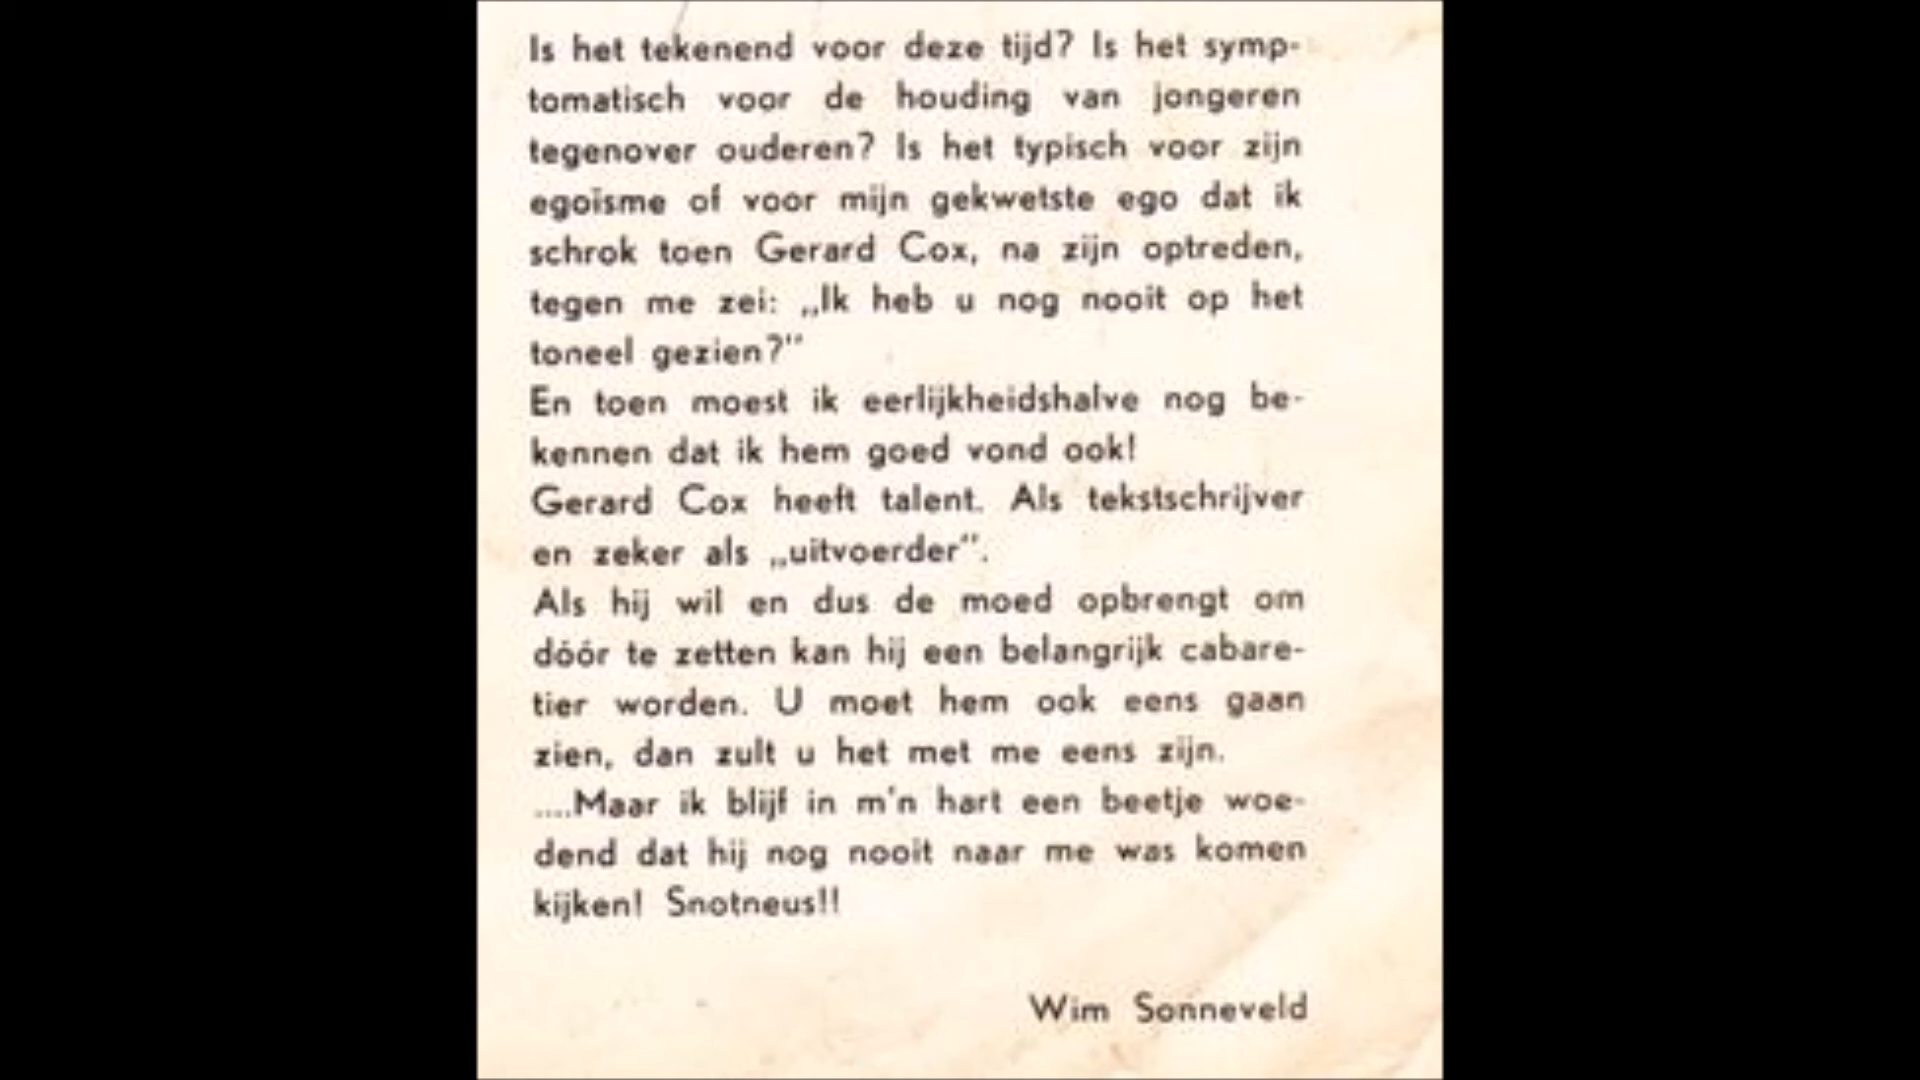 Is het tekenend voor deze tijd? Is het symp-
tomatisch voor de houding van jongeren
tegenover ouderen? Is het typisch voor zijn
egoïsme of voor mijn gekwetste ego dat ik
schrok toen Gerard Cox, na zijn optreden,
tegen me zei: „Ik heb u nog nooit op het
toneel gezien?"
En toen moest ik eerlijkheidshalve nog be-
kennen dat ik hem goed vond ook!
Gerard Cox heeft talent. Als tekstschrijver
en zeker als „uitvoerder".
Als hij wil en dus de moed opbrengt om
dóór te zetten kan hij een belangrijk cabare-
tier worden. U moet hem ook eens gaan
zien, dan zult u het met me eens zijn.
....Maar ik blijf in m'n hart een beetje woe-
dend dat hij nog nooit naar me was komen
kijken! Snotneus!!
Wim Sonneveld